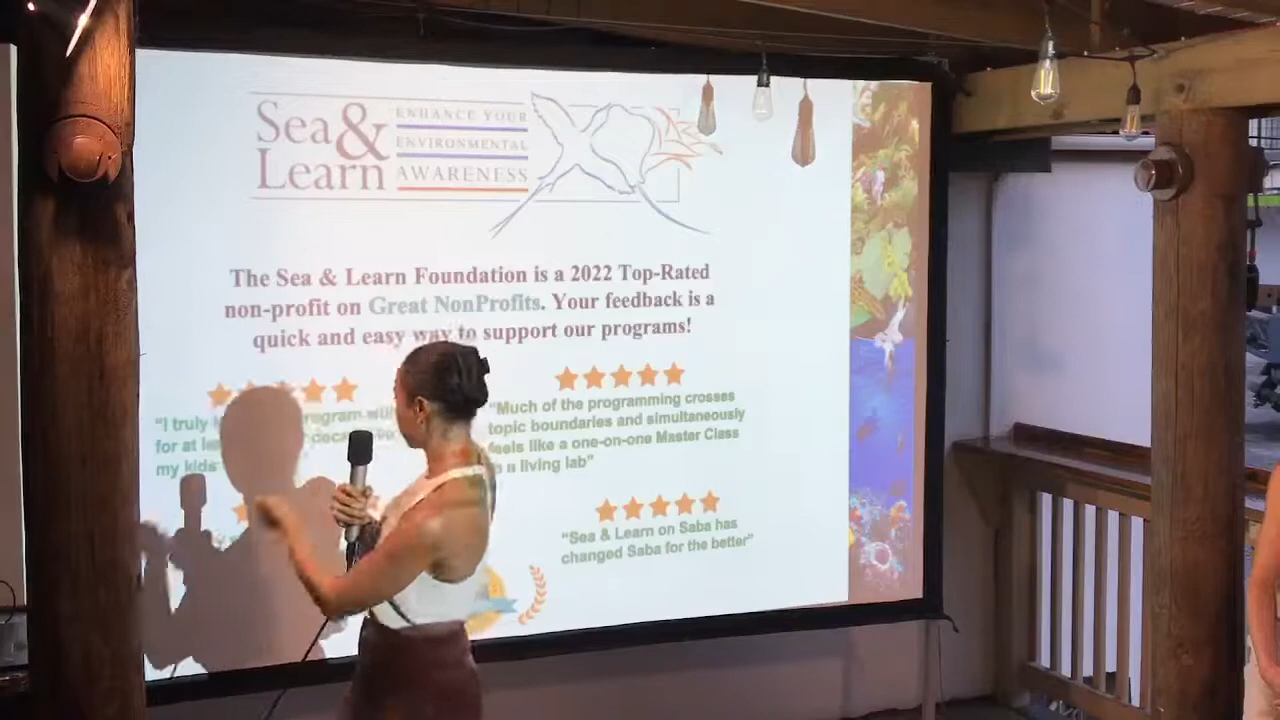 Sea &
Learn
ENHANCE YOUR
ENVIRONMENTAL
AWARENESS
The Sea & Learn Foundation is a 2022 Top-Rated
non-profit on Great NonProfits. Your feedback is a
quick and easy way to support our programs!
"I truly
for at
my kids
"Much of the programming crosses
topic boundaries and simultaneously
feels like a one-on-one Master Class
a living lab"
"Sea & Learn on Saba has
changed Saba for the better"